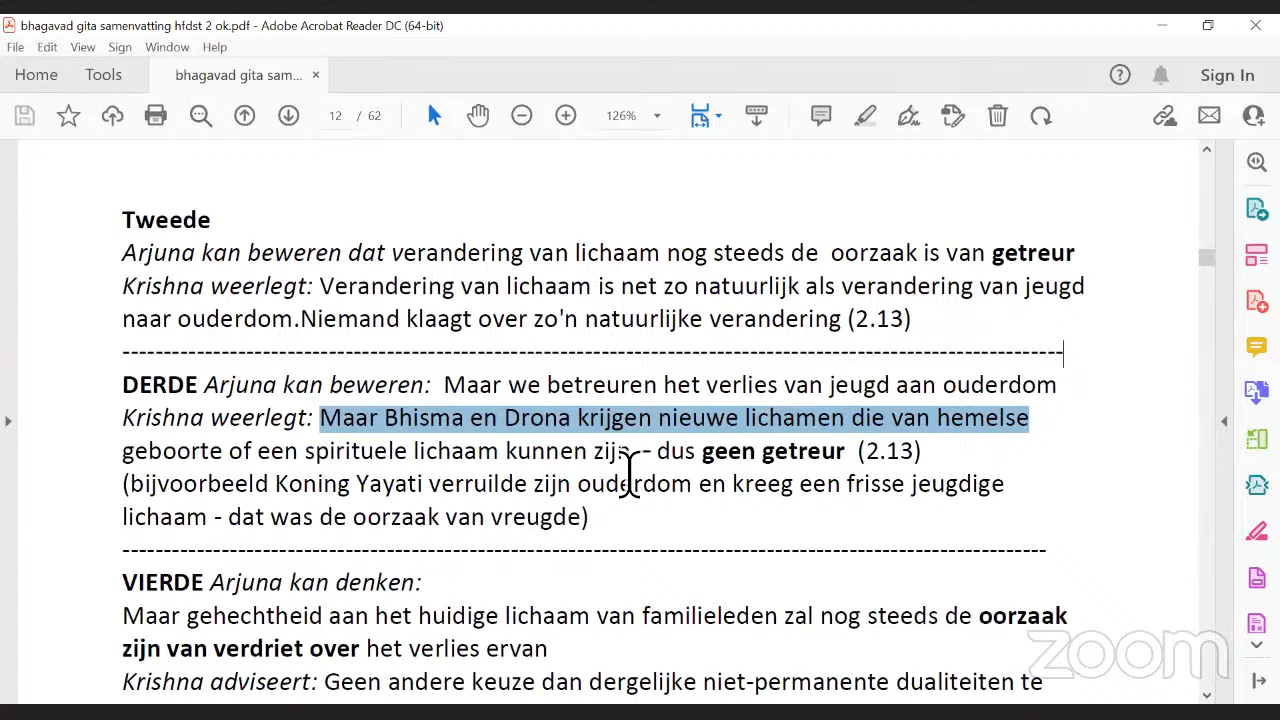 bhagavad gita samenvatting hfdst 2 ok.pdf - Adobe Acrobat Reader DC (64-bit)
File Edit View Sign Window Help
Home Tools bhagavad gita sam... × Sign In
12 / 62 126%
Tweede
Arjuna kan beweren dat verandering van lichaam nog steeds de oorzaak is van getreur
Krishna weerlegt: Verandering van lichaam is net zo natuurlijk als verandering van jeugd
naar ouderdom.Niemand klaagt over zo'n natuurlijke verandering (2.13)
DERDE Arjuna kan beweren: Maar we betreuren het verlies van jeugd aan ouderdom
Krishna weerlegt: Maar Bhisma en Drona krijgen nieuwe lichamen die van hemelse
geboorte of een spirituele lichaam kunnen zijn - dus geen getreur (2.13)
(bijvoorbeeld Koning Yayati verruilde zijn ouderdom en kreeg een frisse jeugdige
lichaam - dat was de oorzaak van vreugde)
VIERDE Arjuna kan denken:
Maar gehechtheid aan het huidige lichaam van familieleden zal nog steeds de oorzaak
zijn van verdriet over het verlies ervan
Krishna adviseert: Geen andere keuze dan dergelijke niet-permanente dualiteiten te
zoom